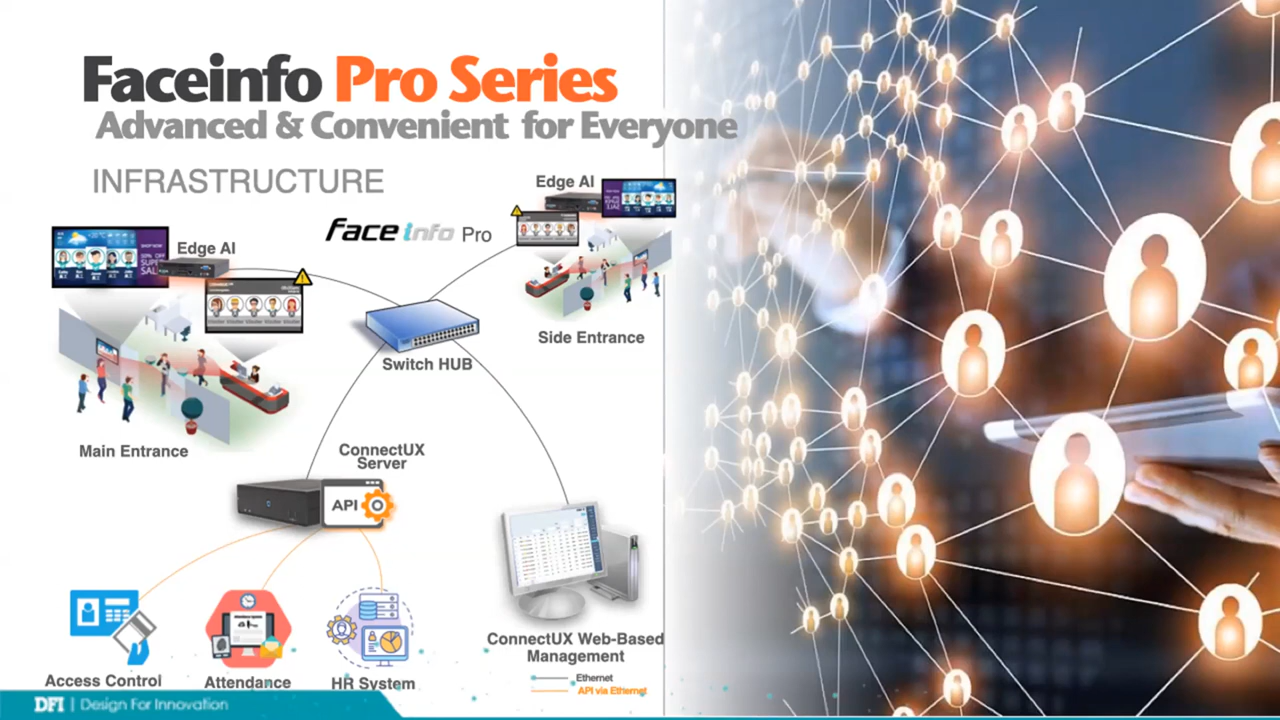 Faceinfo Pro Series
Advanced & Convenient for Everyone
INFRASTRUCTURE
Edge AI
face info Pro
Edge AI
Side Entrance
Switch HUB
Main Entrance
ConnectUX
Server
API
ConnectUX Web-Based
Management
Access Control
Attendance
HR System
Ethernet
API via Ethernet
DFI | Design For Innovation